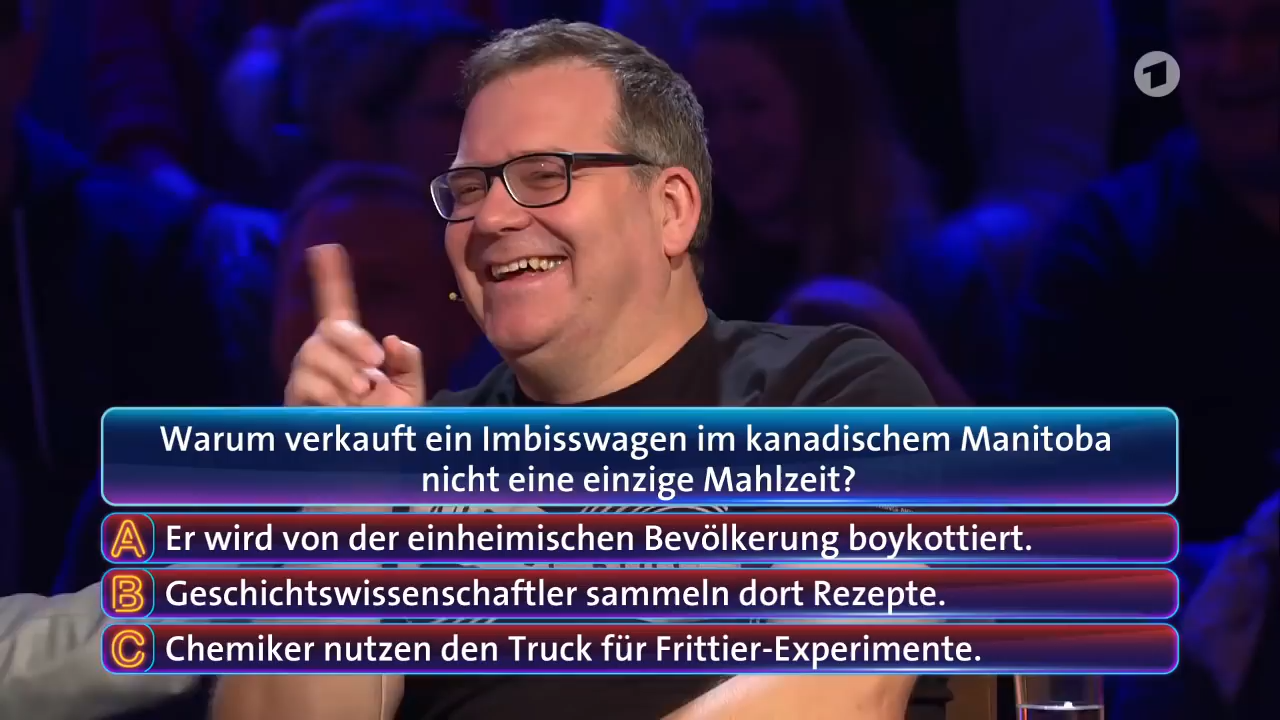 Warum verkauft ein Imbisswagen im kanadischem Manitoba
nicht eine einzige Mahlzeit?
A Er wird von der einheimischen Bevölkerung boykottiert.
B Geschichtswissenschaftler sammeln dort Rezepte.
C Chemiker nutzen den Truck für Frittier-Experimente.
1